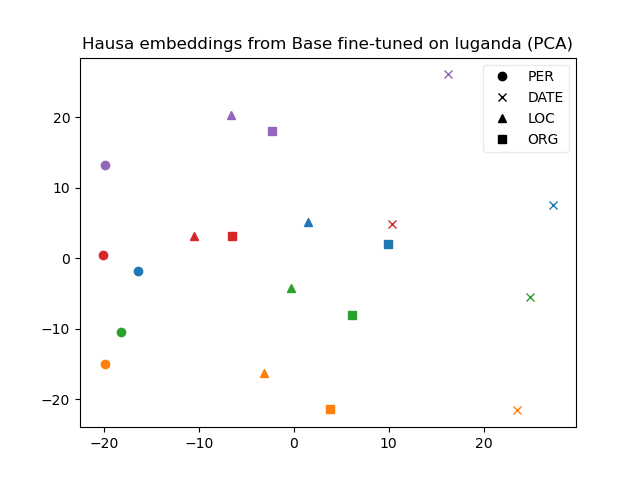 Hausa embeddings from Base fine-tuned on luganda (PCA)
PER
DATE
LOC
ORG
20
10
0
−10
−20
−20
−10
0
10
20